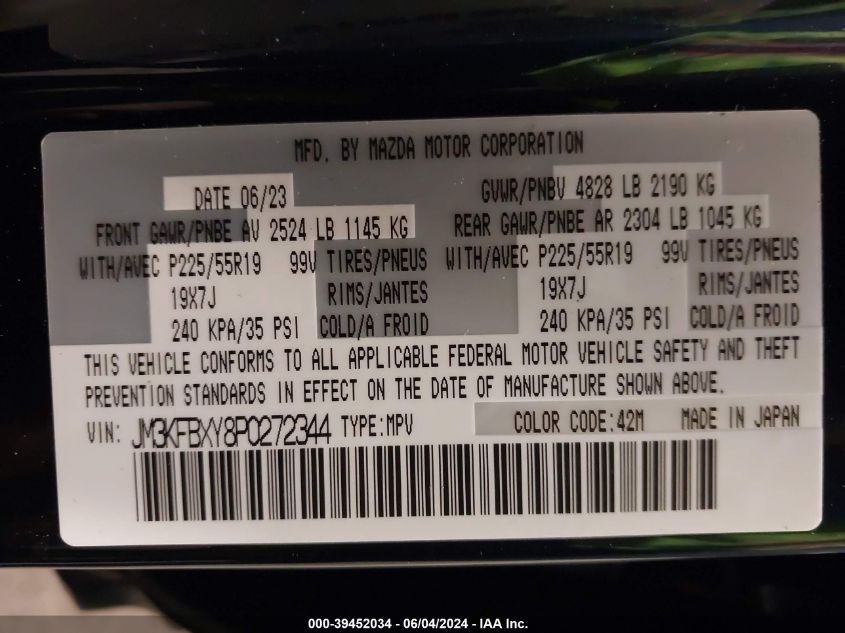 MFD. BY MAZDA MOTOR CORPORATION
DATE 06/23 GVWR/PNBV 4828 LB 2190 KG
FRONT GAWR/PNBE AV 2524 LB 1145 KG REAR GAWR/PNBE AR 2304 LB 1045 KG
WITH/AVEC P225/55R19 99V TIRES/PNEUS WITH/AVEC P225/55R19 99V TIRES/PNEUS
19X7J RIMS/JANTES 19X7J RIMS/JANTES
240 KPA/35 PSI COLD/A FROID 240 KPA/35 PSI COLD/A FROID
THIS VEHICLE CONFORMS TO ALL APPLICABLE FEDERAL MOTOR VEHICLE SAFETY AND THEFT
PREVENTION STANDARDS IN EFFECT ON THE DATE OF MANUFACTURE SHOWN ABOVE.
VIN: JM3KFBXY8P0272344 TYPE:MPV COLOR CODE:42M MADE IN JAPAN
000-39452034 - 06/04/2024 - IAA Inc.